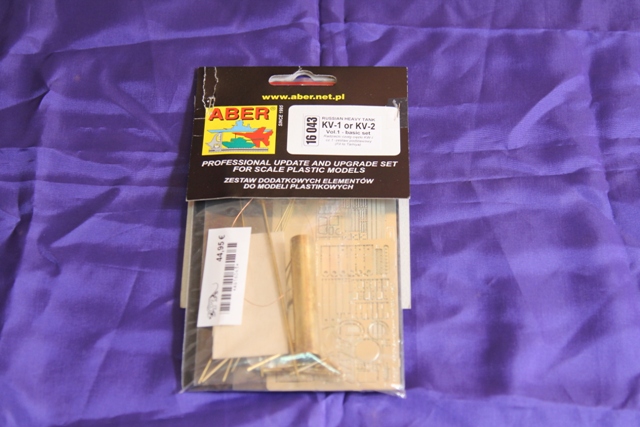 www.aber.net.pl
ABER
SINCE 1995
16 043
RUSSIAN HEAVY TANK
KV-1 or KV-2
Vol.1 - basic set
PROFESSIONAL UPDATE AND UPGRADE SET
FOR SCALE PLASTIC MODELS
ZESTAW DODATKOWYCH ELEMENTÓW
DO MODELI PLASTIKOWYCH
44,95 €